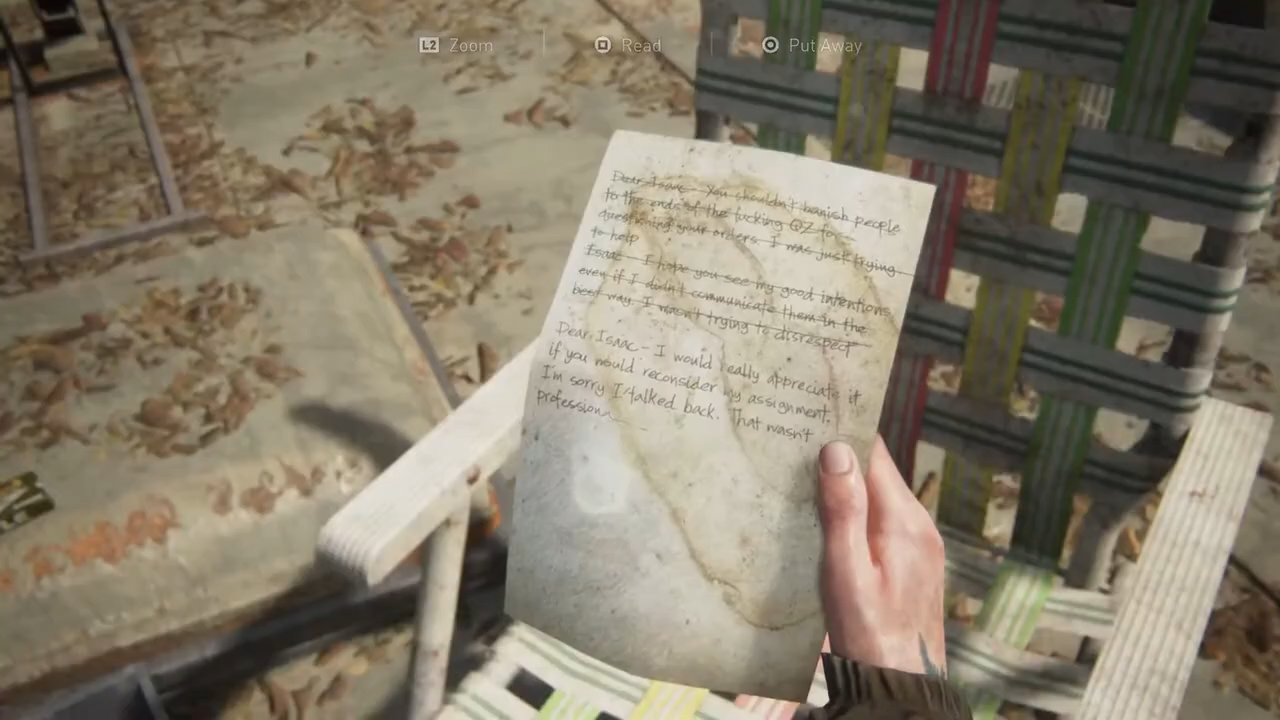 L2 Zoom
Read
Put Away
Dear Isaac - You shouldn't banish people
to the ends of the fucking QZ for
questioning your orders. I was just trying
to help
Isaac - I hope you see my good intentions,
even if I didn't communicate them in the
best way. I wasn't trying to disrespect
Dear Isaac - I would really appreciate it
if you would reconsider my assignment.
I'm sorry I talked back. That wasn't
professiona